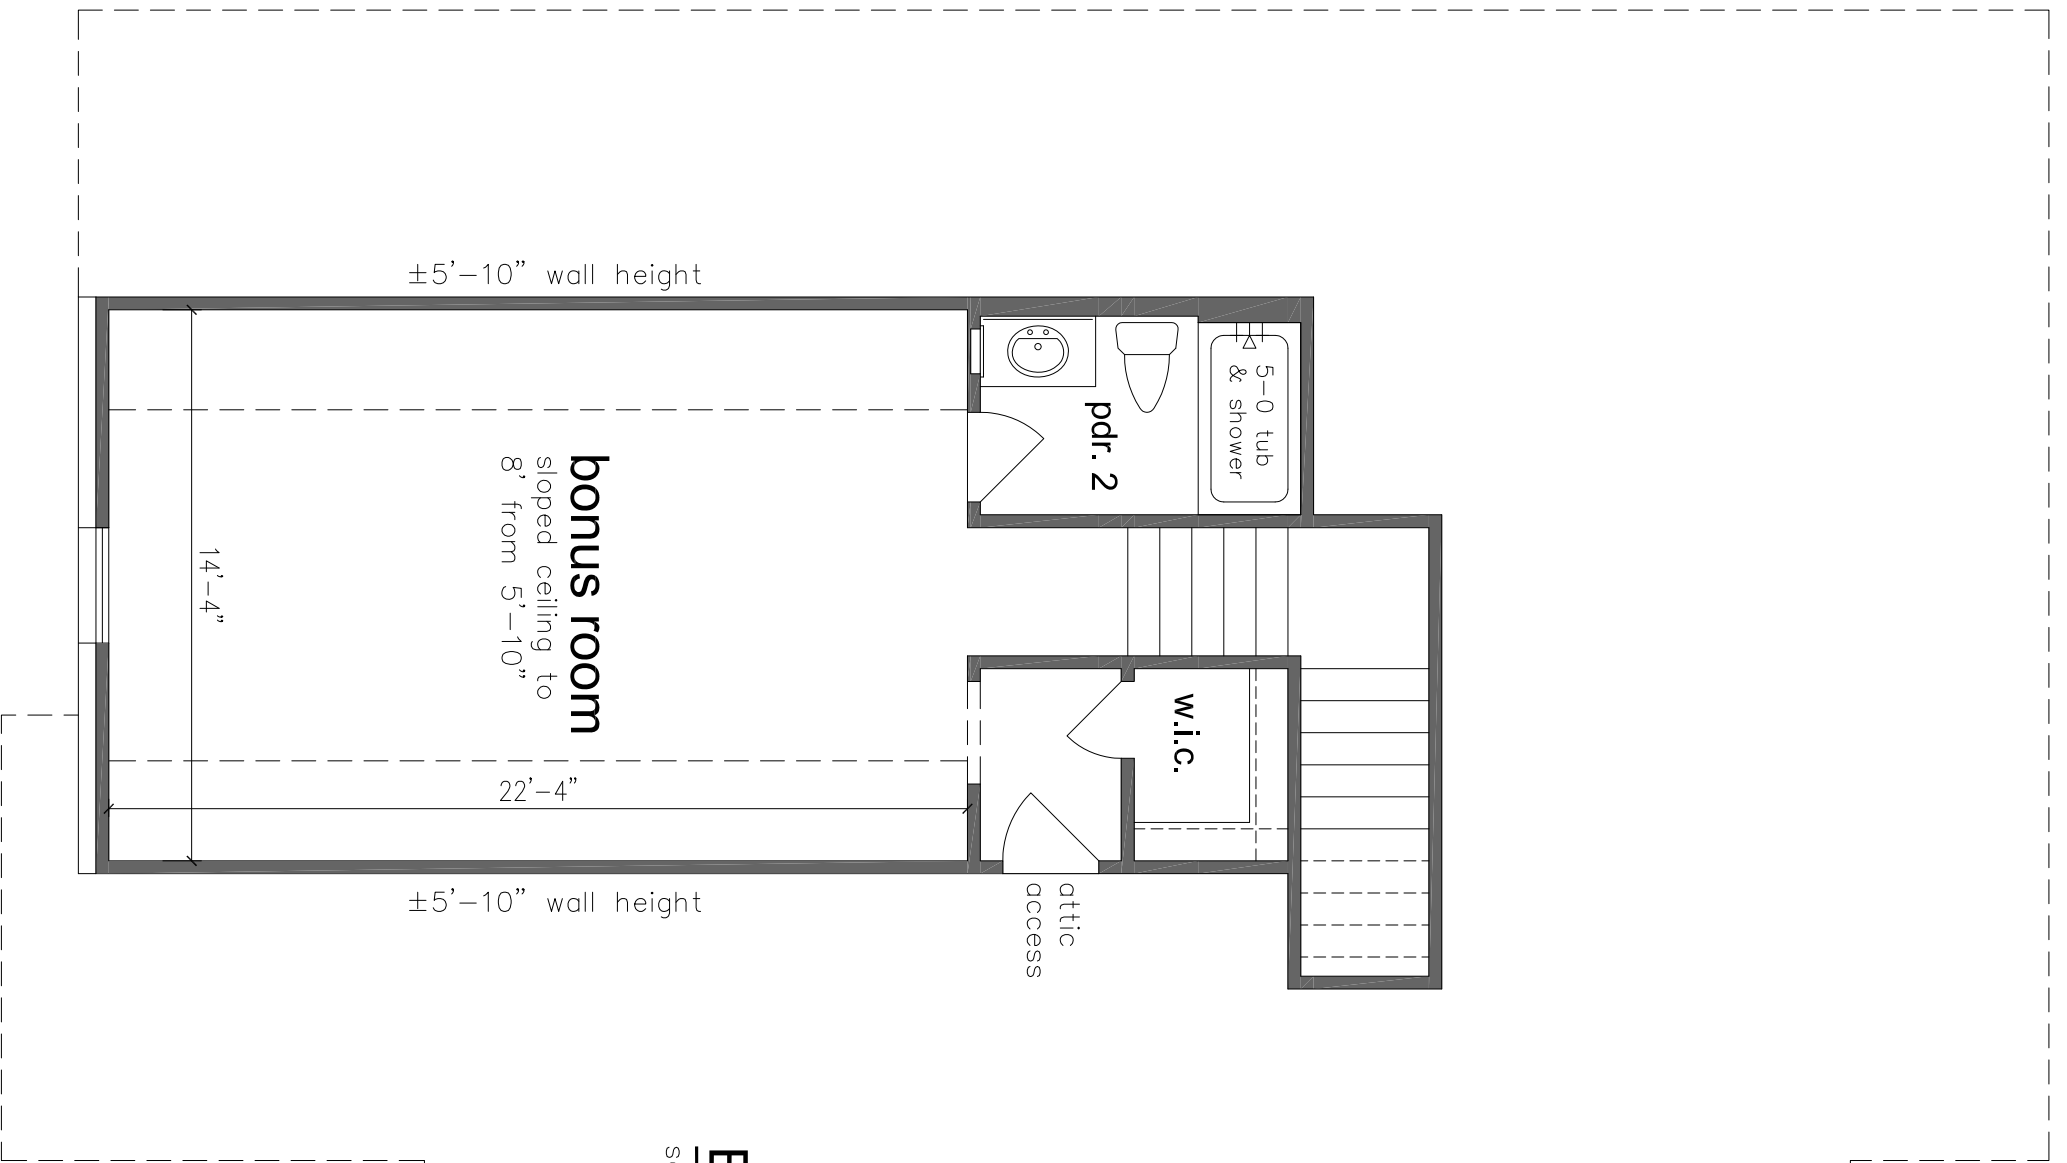 ±5'-10" wall height
5-0 tub
& shower
pdr. 2
bonus room
sloped ceiling to
8' from 5'-10"
14'-4"
w.i.c.
22'-4"
±5'-10" wall height
attic
access